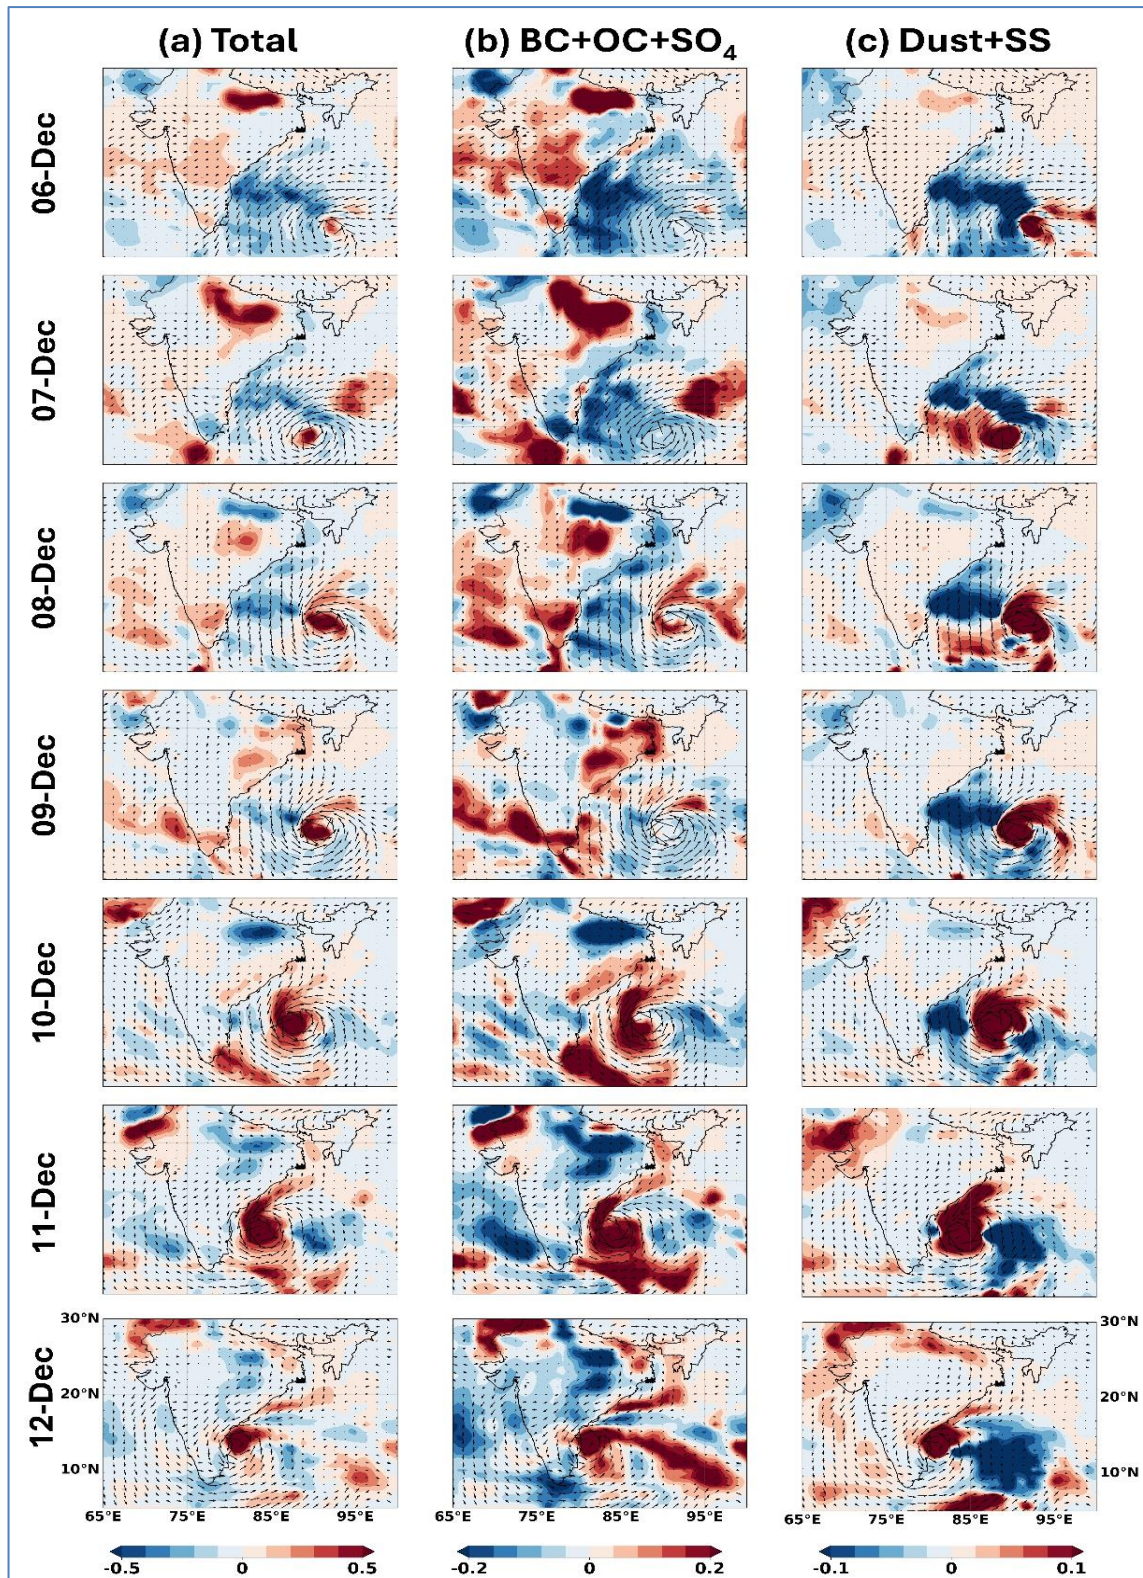 (a) Total (b) BC+OC+SO₄ (c) Dust+SS
06-Dec
07-Dec
08-Dec
09-Dec
10-Dec
11-Dec
12-Dec
30°N 30°N
20°N 20°N
10°N 10°N
65°E 75°E 85°E 95°E 65°E 75°E 85°E 95°E 65°E 75°E 85°E 95°E
-0.5 0 0.5 -0.2 0 0.2 -0.1 0 0.1